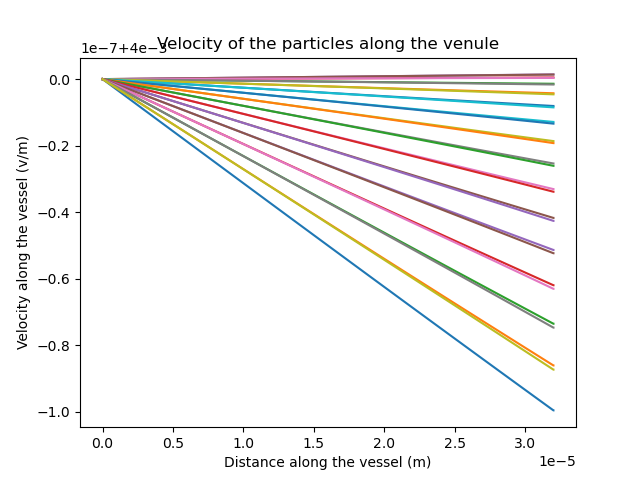 Velocity of the particles along the venule
1e−7+4e−5
0.0
−0.2
−0.4
−0.6
−0.8
−1.0
Velocity along the vessel (v/m)
0.0 0.5 1.0 1.5 2.0 2.5 3.0
1e−5
Distance along the vessel (m)